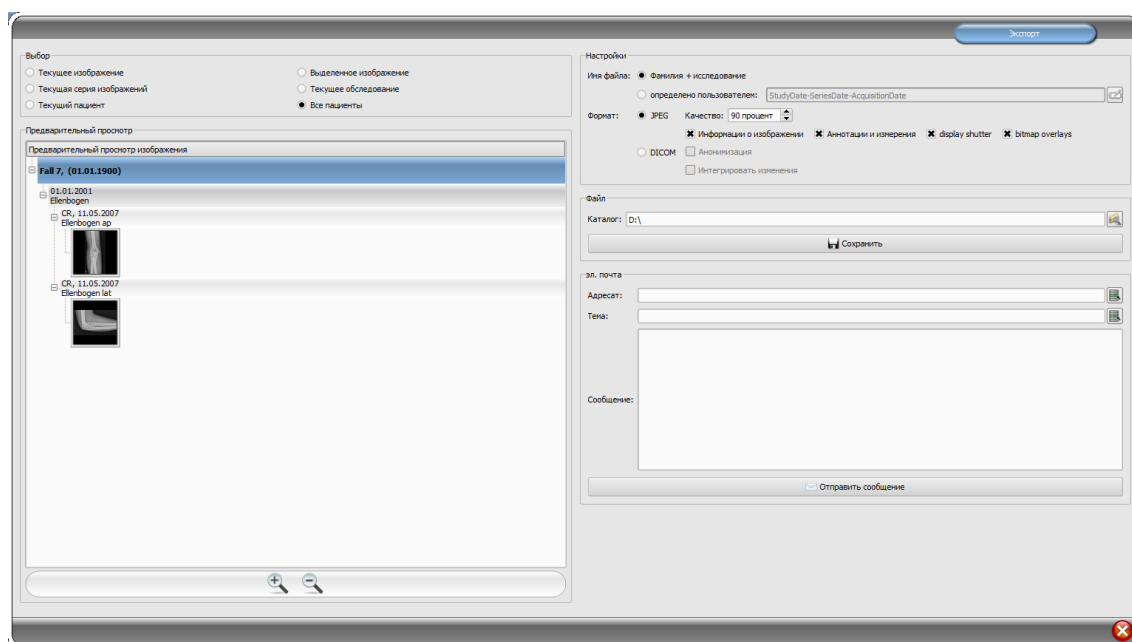 Экспорт
Выбор
Текущее изображение
Выделенное изображение
Текущая серия изображений
Текущее обследование
Текущий пациент
Все пациенты
Предварительный просмотр
Предварительный просмотр изображения
Fall 7, (01.01.1900)
01.01.2001
Ellenbogen
CR, 11.05.2007
Ellenbogen ap
CR, 11.05.2007
Ellenbogen lat
Настройки
Имя файла: Фамилия + исследование
определено пользователем: StudyDate-SeriesDate-AcquisitionDate
Формат: JPEG Качество: 90 процент
Информации о изображении Аннотации и измерения display shutter bitmap overlays
DICOM Анонимизация
Интегрировать изменения
Файл
Каталог: D:\
Сохранить
эл. почта
Адресат:
Тема:
Сообщение:
Отправить сообщение